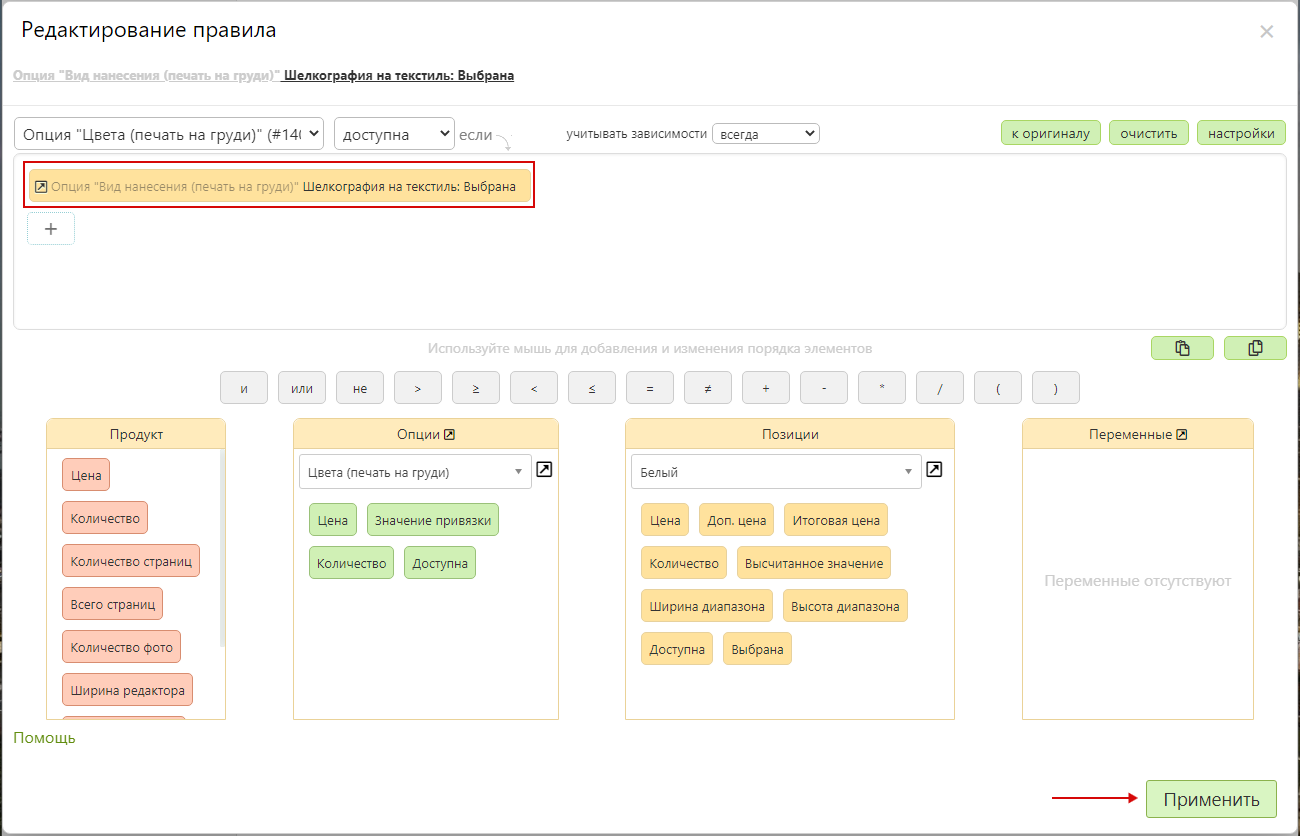 Редактирование правила
Опция "Вид нанесения (печать на груди)" Шелкография на текстиль: Выбрана
Опция "Цвета (печать на груди)" (#140 доступна если учитывать зависимости всегда к оригиналу очистить настройки
Опция "Вид нанесения (печать на груди)" Шелкография на текстиль: Выбрана
+
Используйте мышь для добавления и изменения порядка элементов
и или не > ≥ < ≤ = ≠ + - * / ( )
Продукт Опции Позиции Переменные
Цвета (печать на груди) Белый
Цена
Количество
Количество страниц
Всего страниц
Количество фото
Ширина редактора
Цена Значение привязки
Количество Доступна
Цена Доп. цена Итоговая цена
Количество Высчитанное значение
Ширина диапазона Высота диапазона
Доступна Выбрана
Переменные отсутствуют
Помощь
Применить